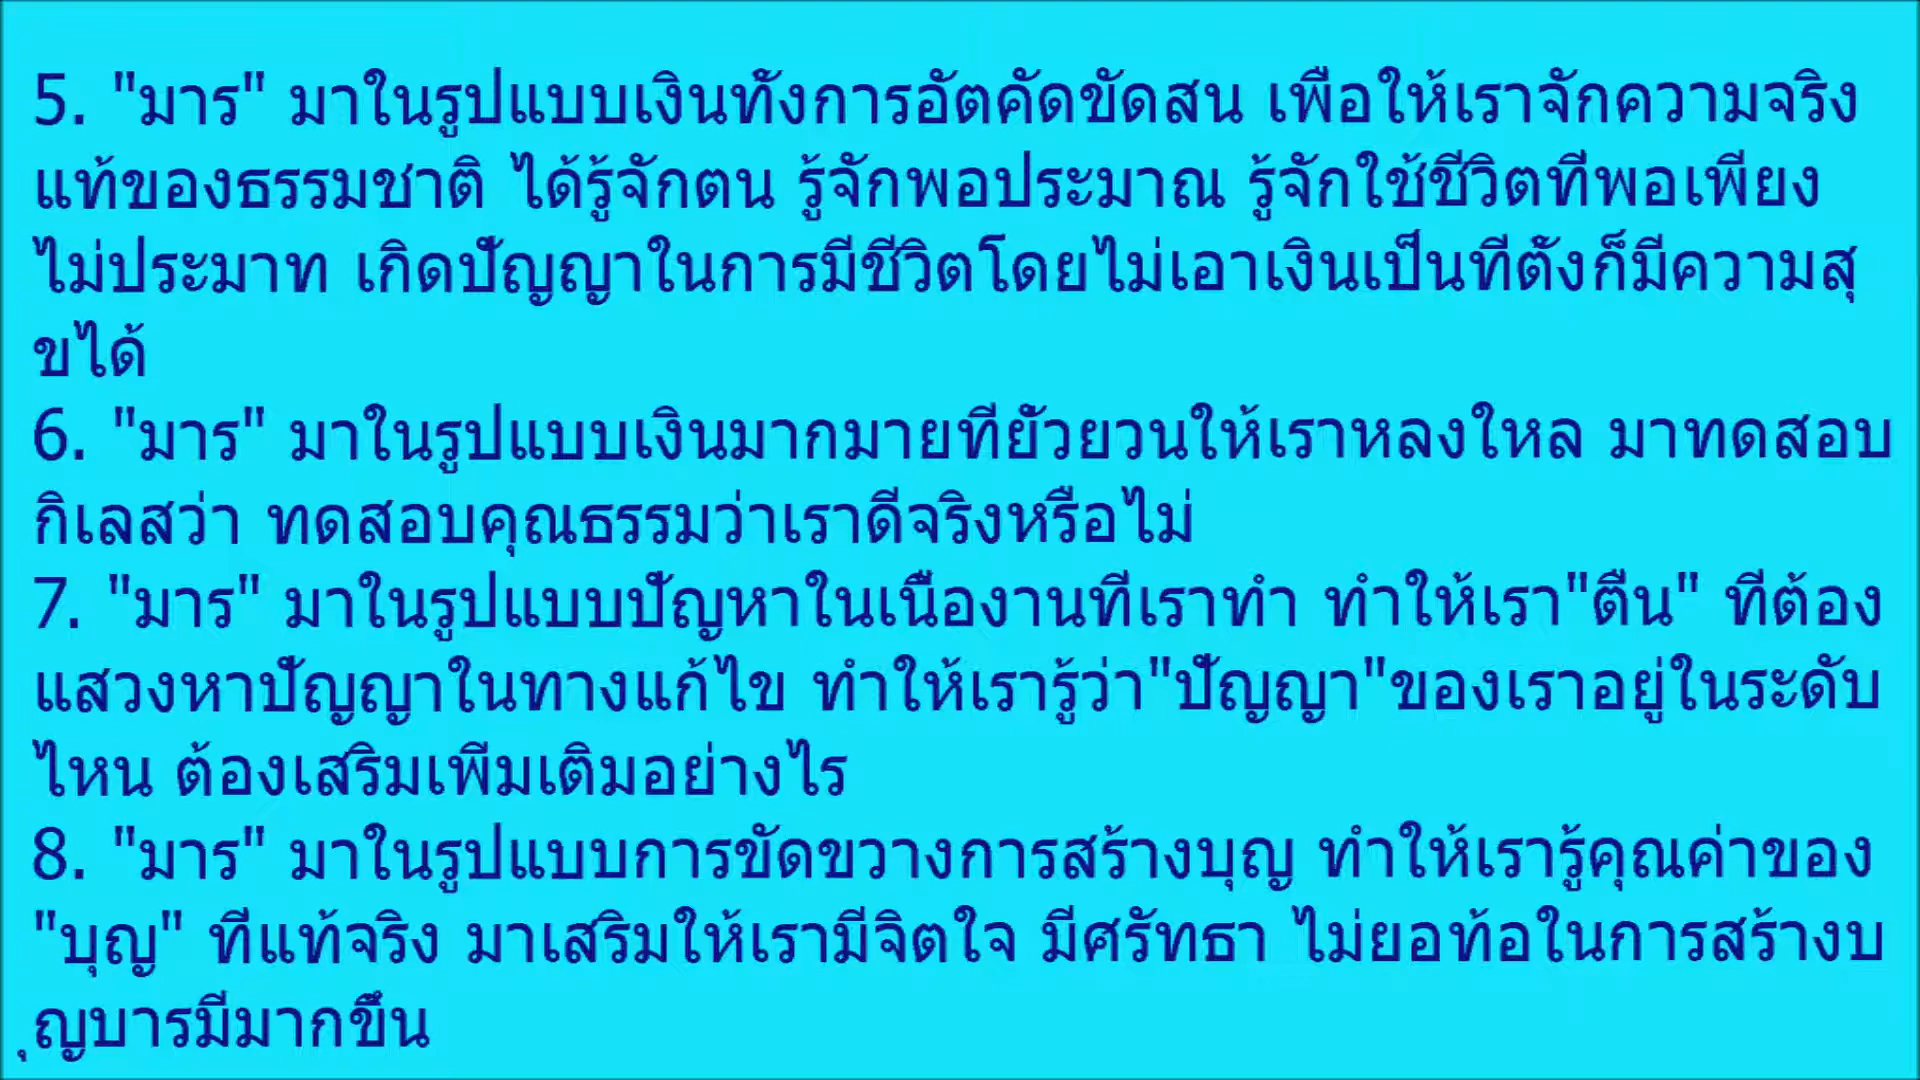 5. "มาร" มาในรูปแบบเงินทั้งการอัตคัดขัดสน เพื่อให้เราจักความจริง
แท้ของธรรมชาติ ได้รู้จักตน รู้จักพอประมาณ รู้จักใช้ชีวิตที่พอเพียง
ไม่ประมาท เกิดปัญญาในการมีชีวิตโดยไม่เอาเงินเป็นที่ตั้งก็มีความสุ
ขได้
6. "มาร" มาในรูปแบบเงินมากมายที่ยั่วยวนให้เราหลงใหล มาทดสอบ
กิเลสว่า ทดสอบคุณธรรมว่าเราดีจริงหรือไม่
7. "มาร" มาในรูปแบบปัญหาในเนื้องานที่เราทำ ทำให้เรา"ตื่น" ที่ต้อง
แสวงหาปัญญาในทางแก้ไข ทำให้เรารู้ว่า"ปัญญา"ของเราอยู่ในระดับ
ไหน ต้องเสริมเพิ่มเติมอย่างไร
8. "มาร" มาในรูปแบบการขัดขวางการสร้างบุญ ทำให้เรารู้คุณค่าของ
"บุญ" ที่แท้จริง มาเสริมให้เรามีจิตใจ มีศรัทธา ไม่ยอท้อในการสร้างบ
ุญบารมีมากขึ้น